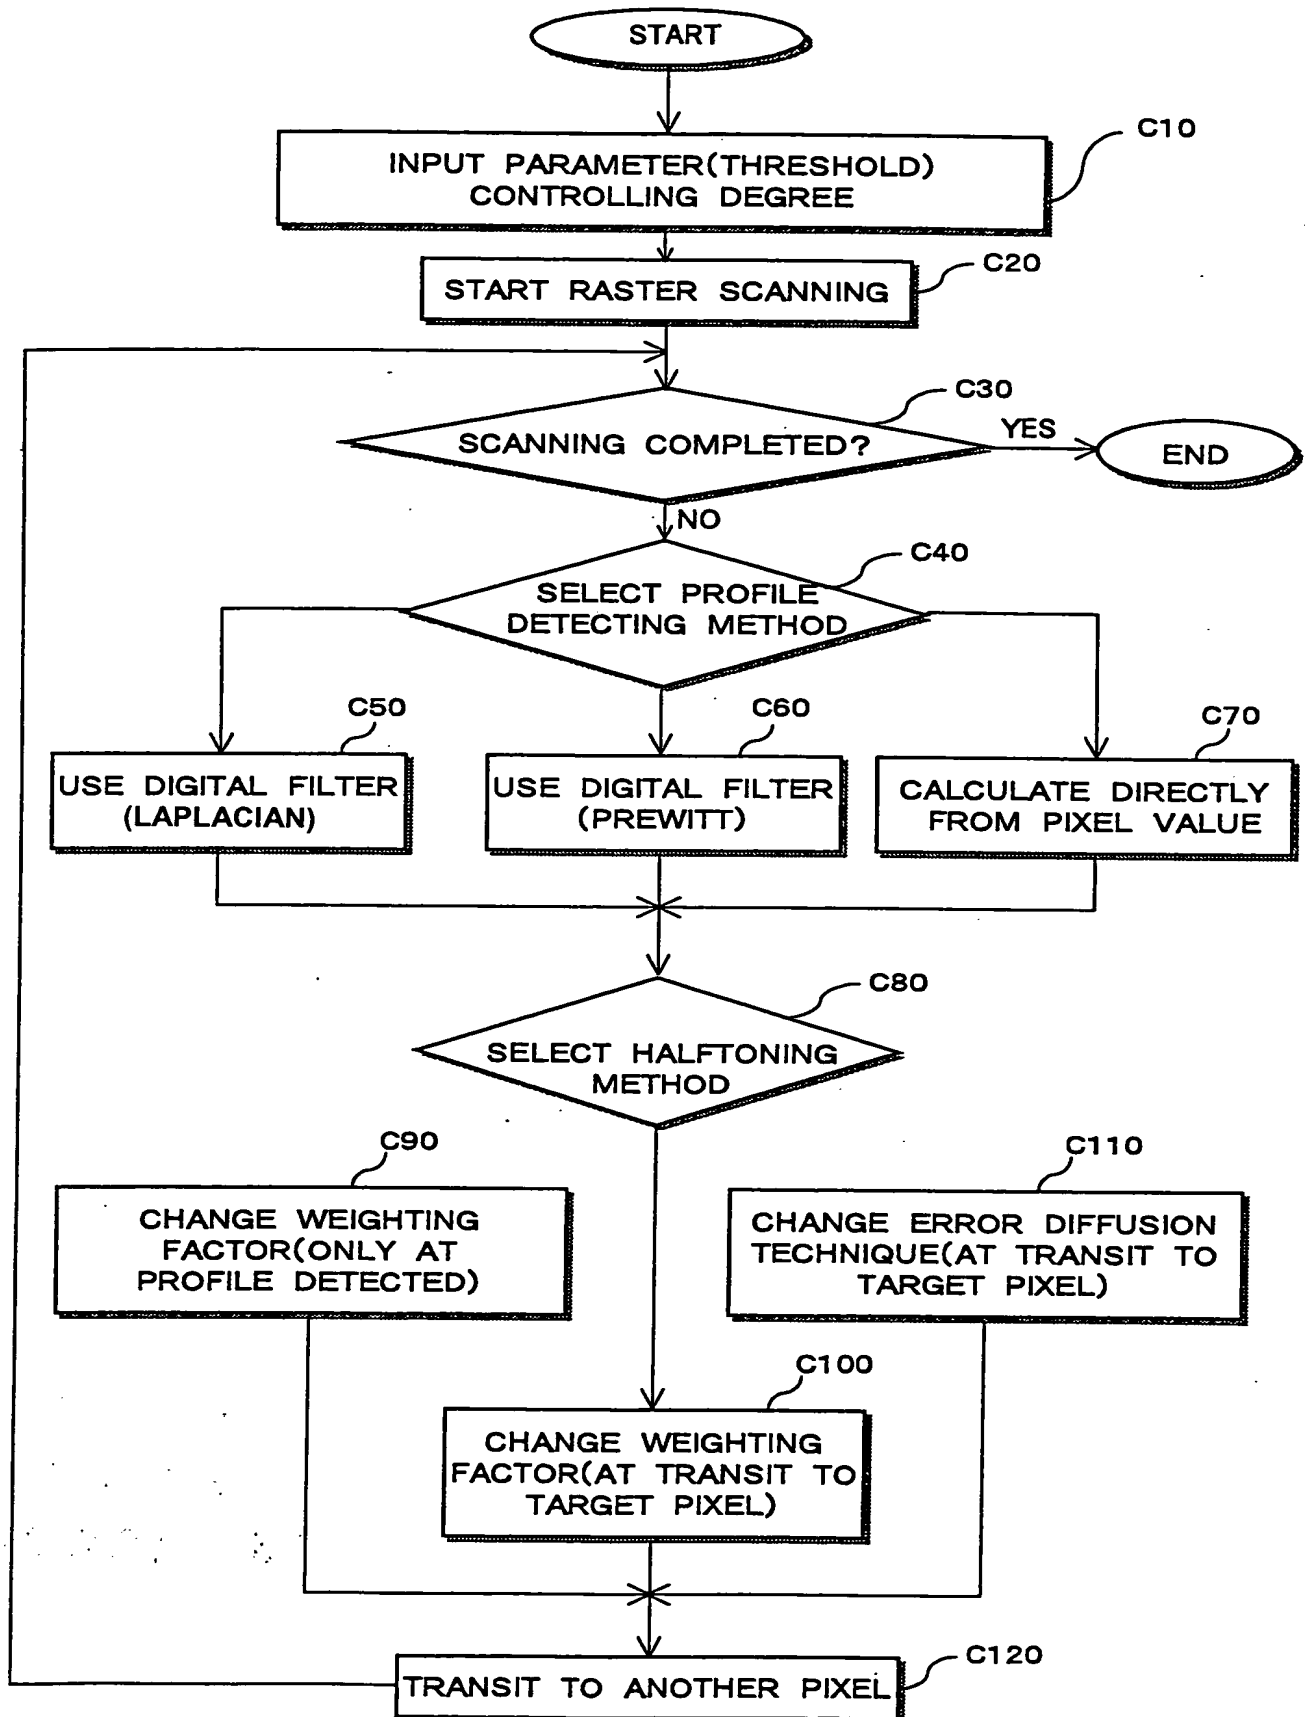 START
C10
INPUT PARAMETER(THRESHOLD)
CONTROLLING DEGREE
C20
START RASTER SCANNING
C30
SCANNING COMPLETED?
YES
END
NO
C40
SELECT PROFILE
DETECTING METHOD
C50
USE DIGITAL FILTER
(LAPLACIAN)
C60
USE DIGITAL FILTER
(PREWITT)
C70
CALCULATE DIRECTLY
FROM PIXEL VALUE
C80
SELECT HALFTONING
METHOD
C90
CHANGE WEIGHTING
FACTOR(ONLY AT
PROFILE DETECTED)
C110
CHANGE ERROR DIFFUSION
TECHNIQUE(AT TRANSIT TO
TARGET PIXEL)
C100
CHANGE WEIGHTING
FACTOR(AT TRANSIT TO
TARGET PIXEL)
C120
TRANSIT TO ANOTHER PIXEL